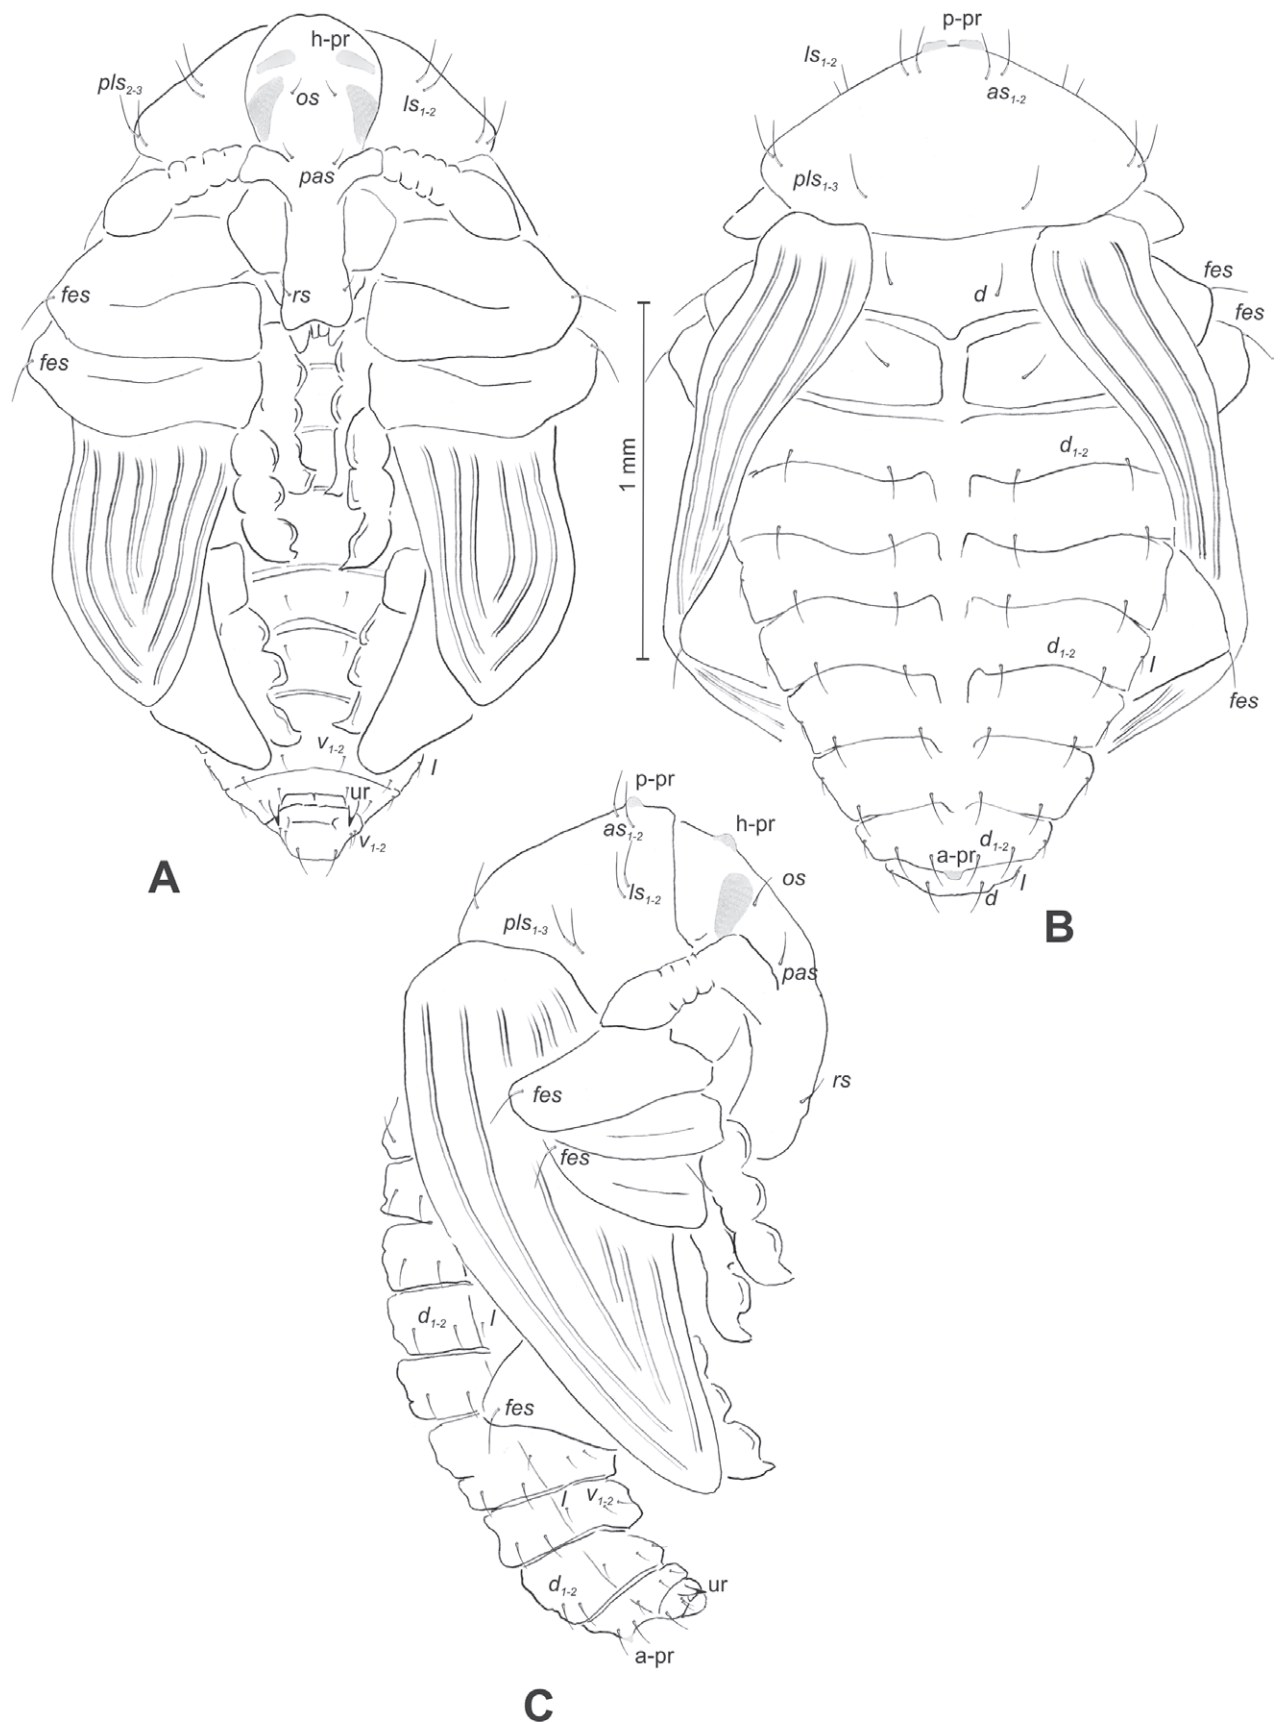 h-pr
pls2-3
os
ls1-2
pas
fes
rs
fes
v1-2
l
ur
v1-2
A
p-pr
ls1-2
as1-2
pls1-3
fes
d
fes
1 mm
d1-2
d1-2
l
fes
d1-2
a-pr
l
d
B
p-pr
as1-2
h-pr
os
ls1-2
pls1-3
pas
rs
fes
fes
d1-2
l
fes
l
v1-2
d1-2
ur
a-pr
C